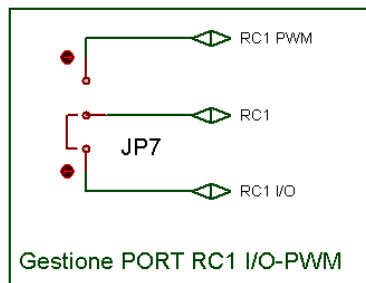 RC1 PWM
RC1
JP7
RC1 I/O
Gestione PORT RC1 I/O-PWM